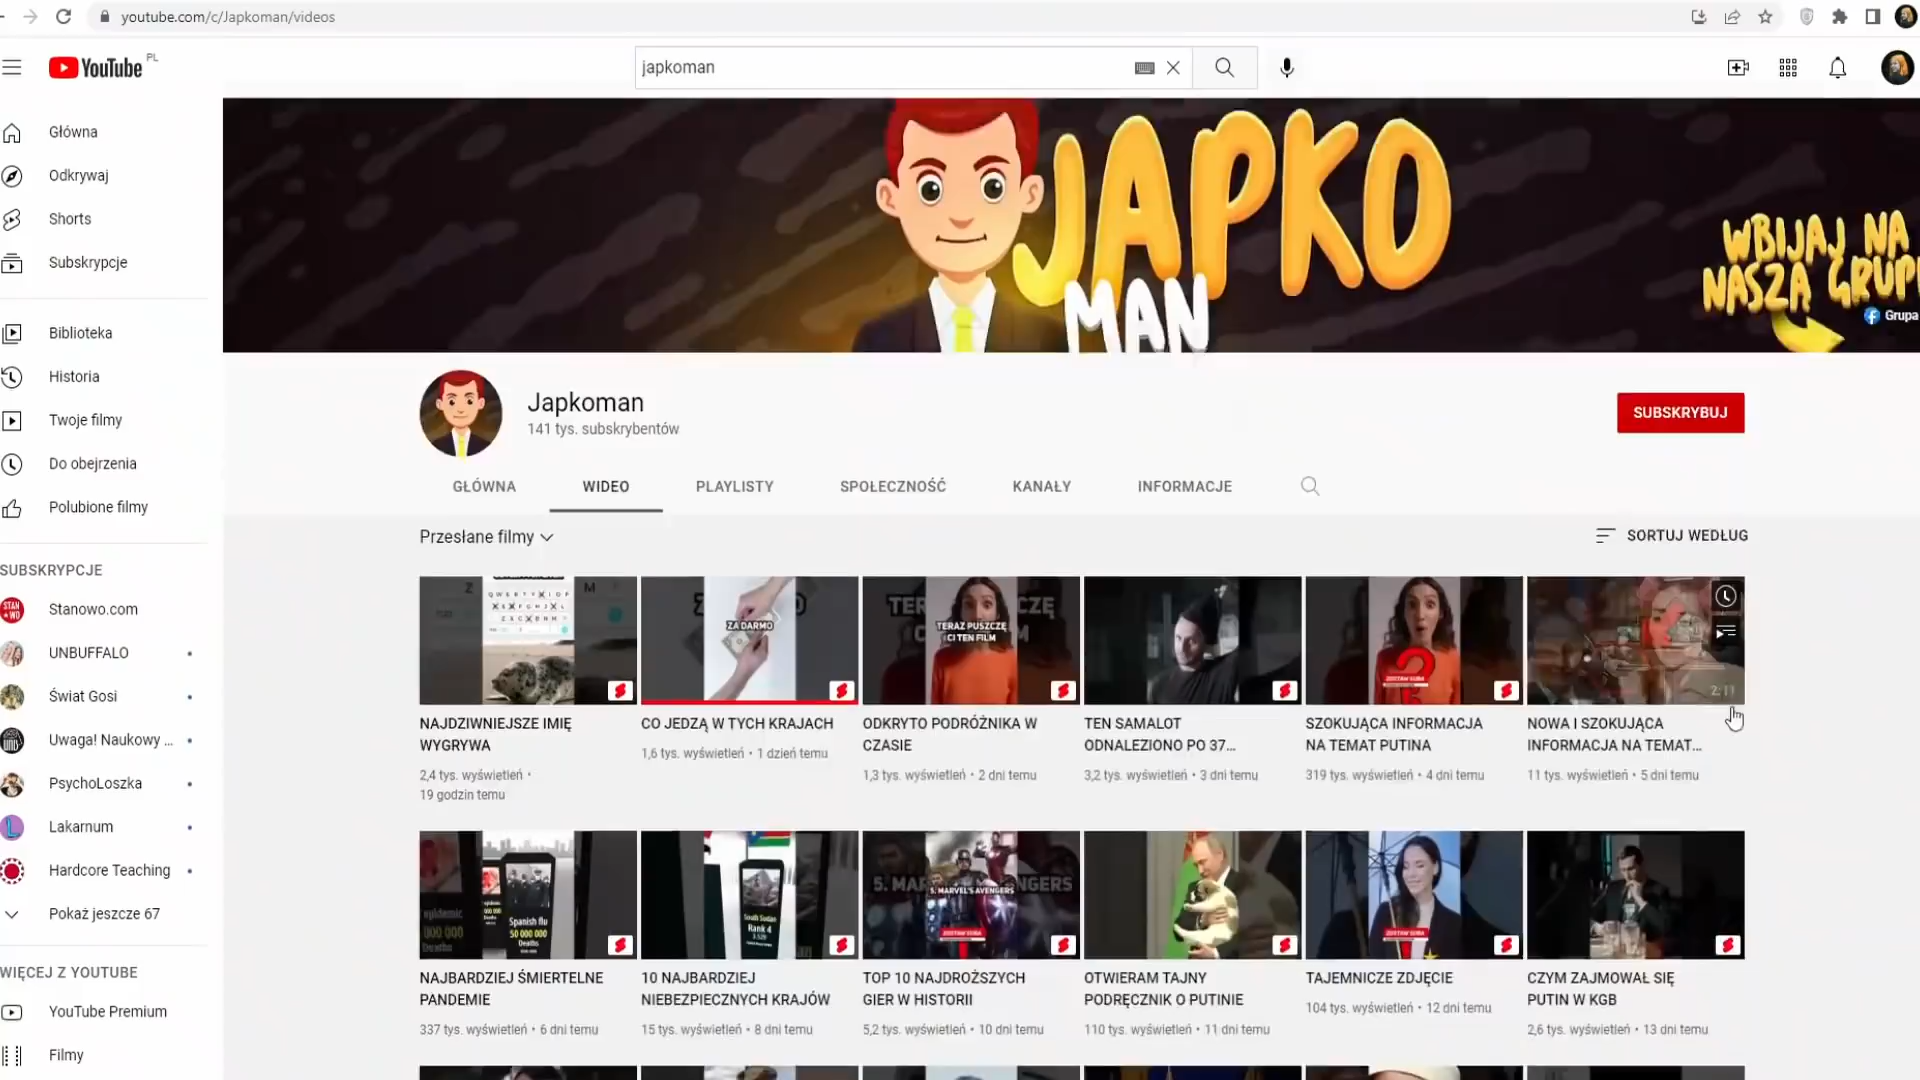 youtube.com/c/Japkoman/videos
YouTube PL
japkoman
Główna
Odkrywaj
Shorts
Subskrypcje
Biblioteka
Historia
Twoje filmy
Do obejrzenia
Polubione filmy
SUBSKRYPCJE
STAN WO
Stanowo.com
UNBUFFALO
Świat Gosi
Uwaga! Naukowy ...
PsychoLoszka
Lakarnum
Hardcore Teaching
Pokaż jeszcze 67
WIĘCEJ Z YOUTUBE
YouTube Premium
Filmy
JAPKO
MAN
WBIJAJ NA
NASZĄ GRUP
Grupa
Japkoman
141 tys. subskrybentów
SUBSKRYBUJ
GŁÓWNA WIDEO PLAYLISTY SPOŁECZNOŚĆ KANAŁY INFORMACJE
Przesłane filmy
SORTUJ WEDŁUG
ZA DARMO
TERAZ PUSZCZĘ
CI TEN FILM
ZOSTAW SUBA
2:11
NAJDZIWNIEJSZE IMIĘ
WYGRYWA
2,4 tys. wyświetleń •
19 godzin temu
CO JEDZĄ W TYCH KRAJACH
1,6 tys. wyświetleń • 1 dzień temu
ODKRYTO PODRÓŻNIKA W
CZASIE
1,3 tys. wyświetleń • 2 dni temu
TEN SAMALOT
ODNALEZIONO PO 37...
3,2 tys. wyświetleń • 3 dni temu
SZOKUJĄCA INFORMACJA
NA TEMAT PUTINA
319 tys. wyświetleń • 4 dni temu
NOWA I SZOKUJĄCA
INFORMACJA NA TEMAT...
11 tys. wyświetleń • 5 dni temu
Spanish flu
50 000 000
Deaths
South Sudan
Rank 4
5. MARVEL'S AVENGERS
ZOSTAW SUBA
ZOSTAW SUBA
NAJBARDZIEJ ŚMIERTELNE
PANDEMIE
337 tys. wyświetleń • 6 dni temu
10 NAJBARDZIEJ
NIEBEZPIECZNYCH KRAJÓW
15 tys. wyświetleń • 8 dni temu
TOP 10 NAJDROŻSZYCH
GIER W HISTORII
5,2 tys. wyświetleń • 10 dni temu
OTWIERAM TAJNY
PODRĘCZNIK O PUTINIE
110 tys. wyświetleń • 11 dni temu
TAJEMNICZE ZDJĘCIE
104 tys. wyświetleń • 12 dni temu
CZYM ZAJMOWAŁ SIĘ
PUTIN W KGB
2,6 tys. wyświetleń • 13 dni temu